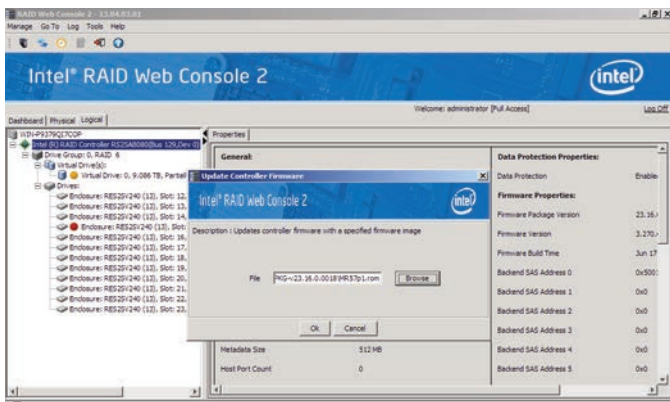 RAID Web Console 2 - 13.04.03.01
Manage Go To Log Tools Help
Intel® RAID Web Console 2
intel
Welcome: administrator [Full Access]
Log Off
Dashboard Physical Logical
Properties
WIN-P9379QI7COP
Intel (R) RAID Controller RS25AB080(Bus 129,Dev 0)
Drive Group: 0, RAID 6
Virtual Drive(s):
Virtual Drive: 0, 9.086 TB, Partial
Drives:
Enclosure: RES2SV240 (13), Slot: 12,
Enclosure: RES2SV240 (13), Slot: 13,
Enclosure: RES2SV240 (13), Slot: 14,
Enclosure: RES2SV240 (13), Slot:
Enclosure: RES2SV240 (13), Slot: 16,
Enclosure: RES2SV240 (13), Slot: 17,
Enclosure: RES2SV240 (13), Slot: 18,
Enclosure: RES2SV240 (13), Slot: 19,
Enclosure: RES2SV240 (13), Slot: 20,
Enclosure: RES2SV240 (13), Slot: 21,
Enclosure: RES2SV240 (13), Slot: 22,
Enclosure: RES2SV240 (13), Slot: 23,
General:
Update Controller Firmware
Intel® RAID Web Console 2
intel
Description : Updates controller firmware with a specified firmware image
File PKG-v23.16.0.0018\MR57p1.rom Browse
Ok Cancel
Metadata Size 512 MB
Host Port Count 0
Data Protection Properties:
Data Protection Enable
Firmware Properties:
Firmware Package Version 23.16.
Firmware Version 3.270.
Firmware Build Time Jun 17
Backend SAS Address 0 0x5001
Backend SAS Address 1 0x0
Backend SAS Address 2 0x0
Backend SAS Address 3 0x0
Backend SAS Address 4 0x0
Backend SAS Address 5 0x0